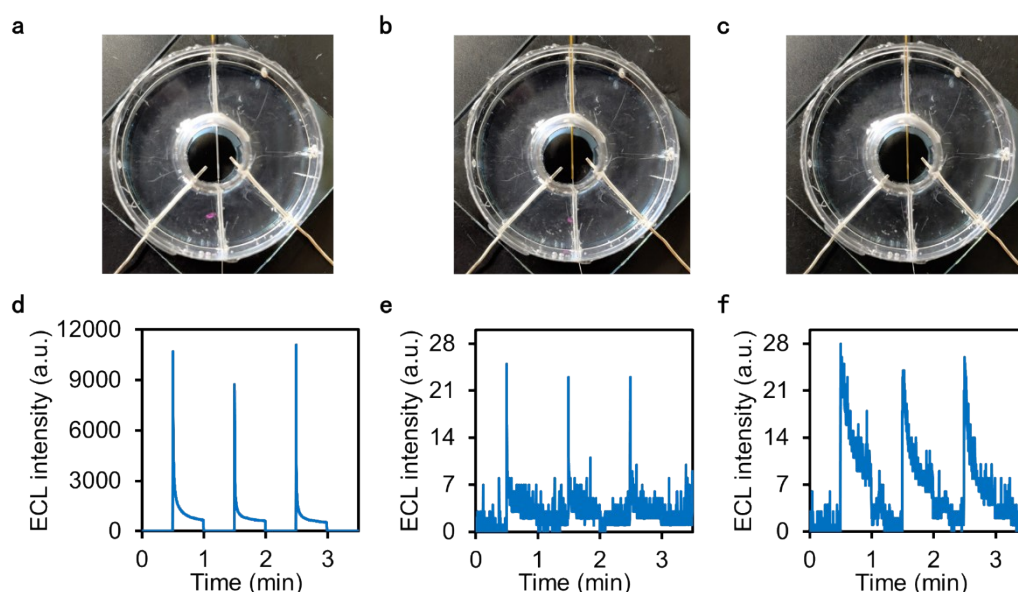 a
b
c
d
e
f
ECL intensity (a.u.)
12000
9000
6000
3000
0
0
1
2
3
Time (min)
ECL intensity (a.u.)
28
21
14
7
0
0
1
2
3
Time (min)
ECL intensity (a.u.)
28
21
14
7
0
0
1
2
3
Time (min)